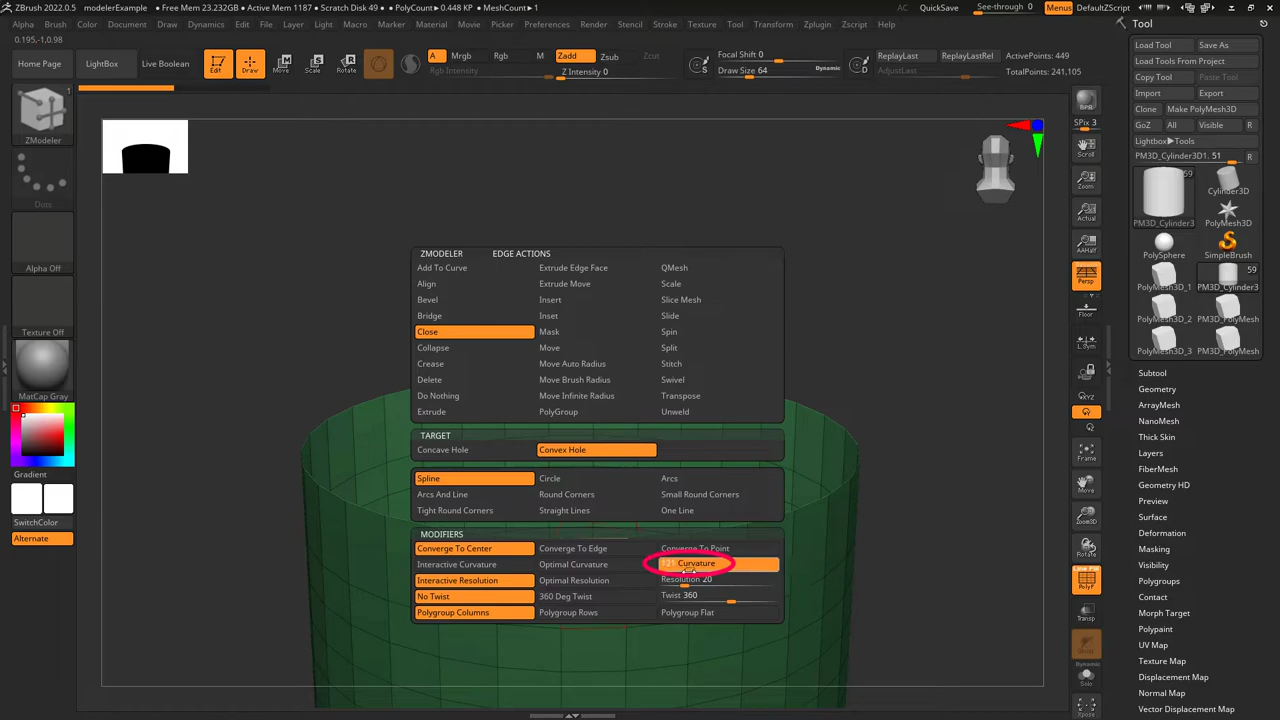 ZBrush 2022.0.5 modelerExample • Free Mem 23.232GB • Active Mem 1187 • Scratch Disk 49 • PolyCount▶0.448 KP • MeshCount▶1
QuickSave See-through 0 Menus DefaultZScript
Alpha Brush Color Document Draw Dynamics Edit File Layer Light Macro Marker Material Movie Picker Preferences Render Stencil Stroke Texture Tool Transform Zplugin Zscript Help
0.195,-1,0.98
Home Page LightBox Live Boolean
Edit Draw Move Scale Rotate
A Mrgb Rgb M Zadd Zsub Zcut
Rgb Intensity Z Intensity 0
Focal Shift 0
Draw Size 64 Dynamic
S D
ReplayLast ReplayLastRel
AdjustLast
ActivePoints: 449
TotalPoints: 241,105
1
ZModeler
Dots
Alpha Off
Texture Off
MatCap Gray
Gradient
SwitchColor
Alternate
ZMODELER EDGE ACTIONS
Add To Curve Extrude Edge Face QMesh
Align Extrude Move Scale
Bevel Insert Slice Mesh
Bridge Inset Slide
Close Mask Spin
Collapse Move Split
Crease Move Auto Radius Stitch
Delete Move Brush Radius Swivel
Do Nothing Move Infinite Radius Transpose
Extrude PolyGroup Unweld
TARGET
Concave Hole Convex Hole
Spline Circle Arcs
Arcs And Line Round Corners Small Round Corners
Tight Round Corners Straight Lines One Line
MODIFIERS
Converge To Center Converge To Edge Converge To Point
Interactive Curvature Optimal Curvature Curvature
Interactive Resolution Optimal Resolution Resolution 20
No Twist 360 Deg Twist Twist 360
Polygroup Columns Polygroup Rows Polygroup Flat
BPR
SPix 3
Scroll
Zoom
Actual
AAHalf
Persp
Floor
L.Sym
Frame
Move
Zoom3D
Rotate
Line Fill
PolyF
Transp
Dynamic
Solo
Xpose
Tool
Load Tool Save As
Load Tools From Project
Copy Tool Paste Tool
Import Export
Clone Make PolyMesh3D
GoZ All Visible R
Lightbox▶Tools
PM3D_Cylinder3D1. 51 R
59
PM3D_Cylinder3 Cylinder3D
PolyMesh3D
PolySphere SimpleBrush
59
PolyMesh3D_1 PM3D_Cylinder3
PolyMesh3D_2 PM3D_PolyMesh
PolyMesh3D_3 PM3D_PolyMesh
Subtool
Geometry
ArrayMesh
NanoMesh
Thick Skin
Layers
FiberMesh
Geometry HD
Preview
Surface
Deformation
Masking
Visibility
Polygroups
Contact
Morph Target
Polypaint
UV Map
Texture Map
Displacement Map
Normal Map
Vector Displacement Map